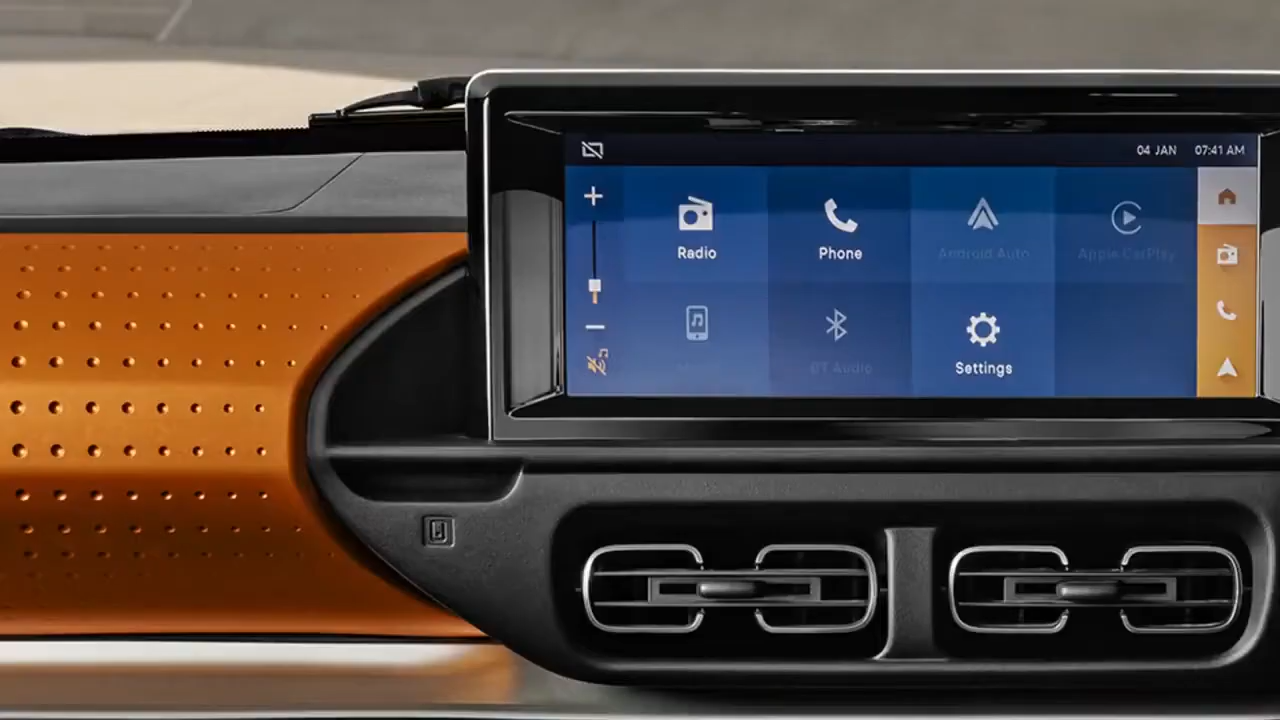 04 JAN 07:41 AM
Radio
Phone
Android Auto
Apple CarPlay
BT Audio
Settings